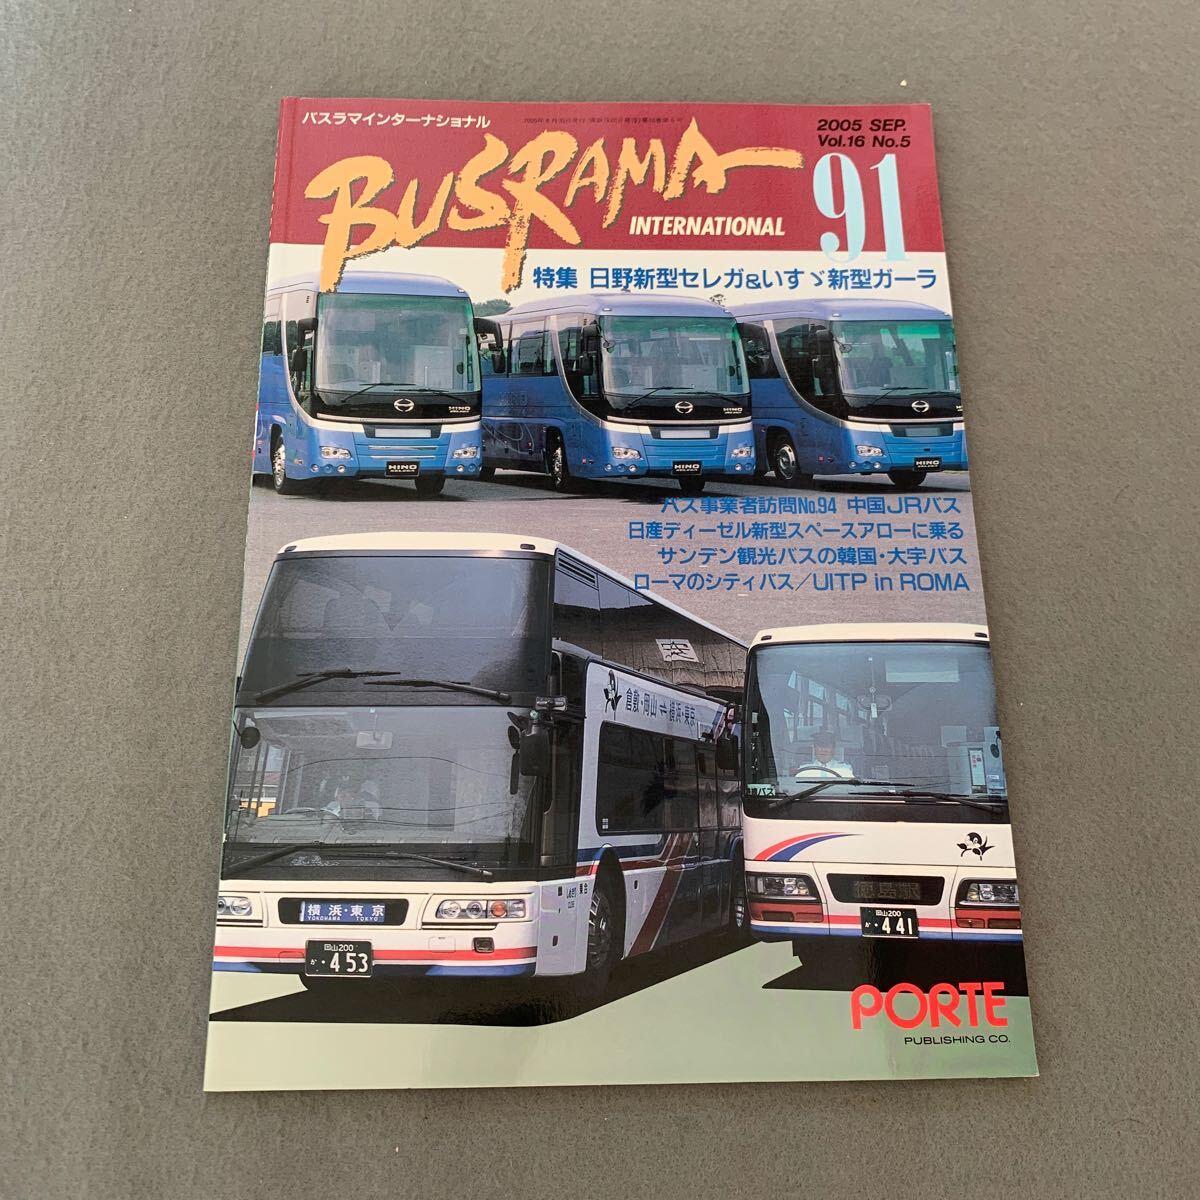 バスラマインターナショナル
2005 SEP.
Vol.16 No.5
BUSRAMA
INTERNATIONAL
91
特集 日野新型セレガ&いすゞ新型ガーラ
HINO
HINO
HINO
HINO
HINO
バス事業者訪問No.94 中国JRバス
日産ディーゼル新型スペースアローに乗る
サンデン観光バスの韓国・大宇バス
ローマのシティバス／UITP in ROMA
倉敷・岡山⇌横浜・東京
横浜・東京
YOKOHAMA TOKYO
岡山200
か・453
岡山200
か・441
PORTE
PUBLISHING CO.